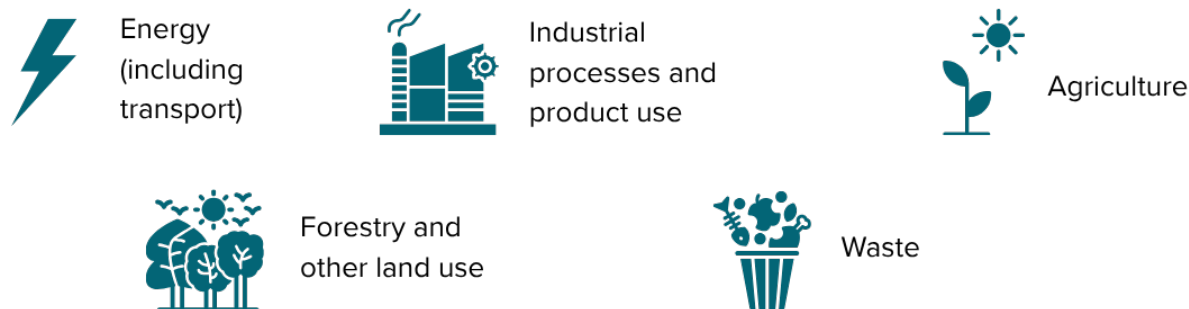 Energy
(including
transport)
Industrial
processes and
product use
Agriculture
Forestry and
other land use
Waste